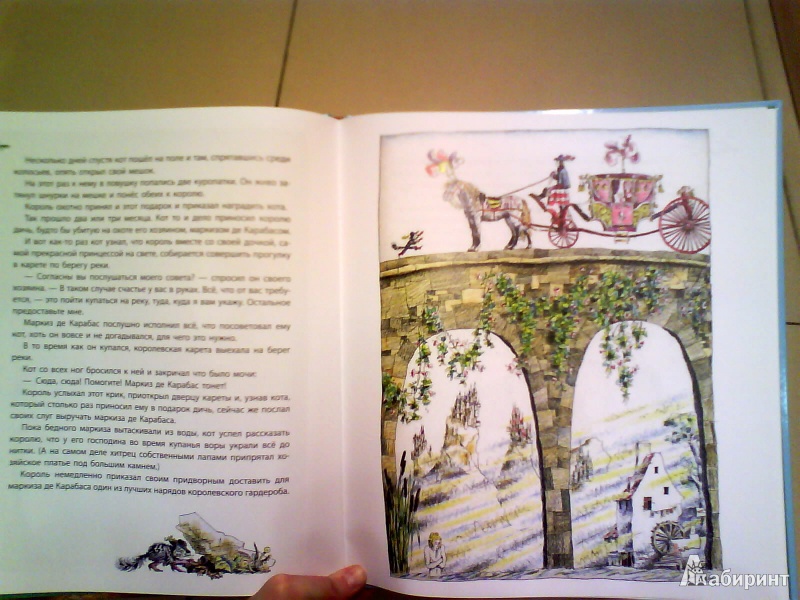 Несколько дней спустя кот пошёл на поле и там, спрятавшись среди
колосьев, опять открыл свой мешок.
На этот раз к нему в ловушку попались две куропатки. Он живо за-
тянул шнурки на мешке и понёс обеих к королю.
Король охотно принял и этот подарок и приказал наградить кота.
Так прошло два или три месяца. Кот то и дело приносил королю
дичь, будто бы убитую на охоте его хозяином, маркизом де Карабасом.
И вот как-то раз кот узнал, что король вместе со своей дочкой, са-
мой прекрасной принцессой на свете, собирается совершить прогулку
в карете по берегу реки.
— Согласны вы послушаться моего совета? — спросил он своего
хозяина. — В таком случае счастье у вас в руках. Всё, что от вас требу-
ется, — это пойти купаться на реку, туда, куда я вам укажу. Остальное
предоставьте мне.
Маркиз де Карабас послушно исполнил всё, что посоветовал ему
кот, хоть он вовсе и не догадывался, для чего это нужно.
В то время как он купался, королевская карета выехала на берег
реки.
Кот со всех ног бросился к ней и закричал что было мочи:
— Сюда, сюда! Помогите! Маркиз де Карабас тонет!
Король услыхал этот крик, приоткрыл дверцу кареты и, узнав кота,
который столько раз приносил ему в подарок дичь, сейчас же послал
своих слуг выручать маркиза де Карабаса.
Пока бедного маркиза вытаскивали из воды, кот успел рассказать
королю, что у его господина во время купанья воры украли всё до
нитки. (А на самом деле хитрец собственными лапами припрятал хо-
зяйское платье под большим камнем.)
Король немедленно приказал своим придворным доставить для
маркиза де Карабаса один из лучших нарядов королевского гардероба.
Лабиринт